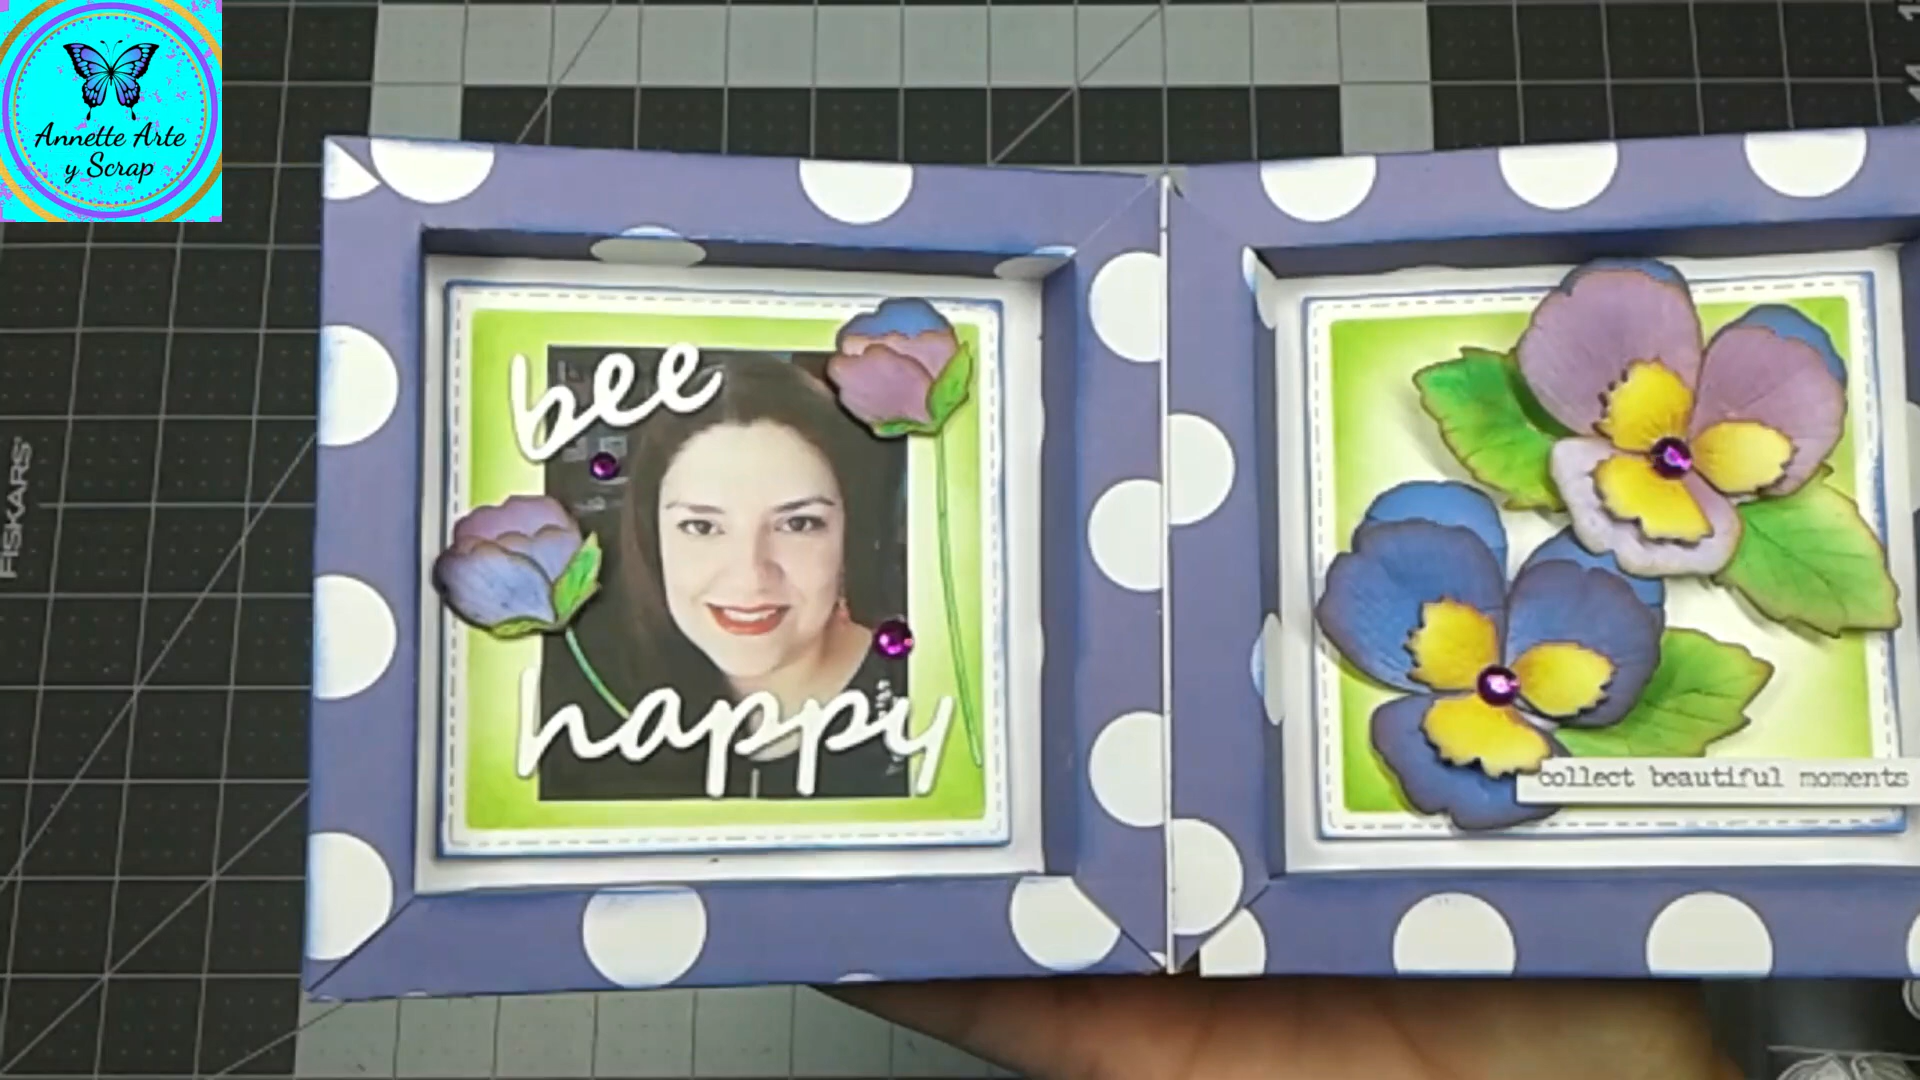 Annette Arte
y Scrap
FISKARS
bee
happy
collect beautiful moments